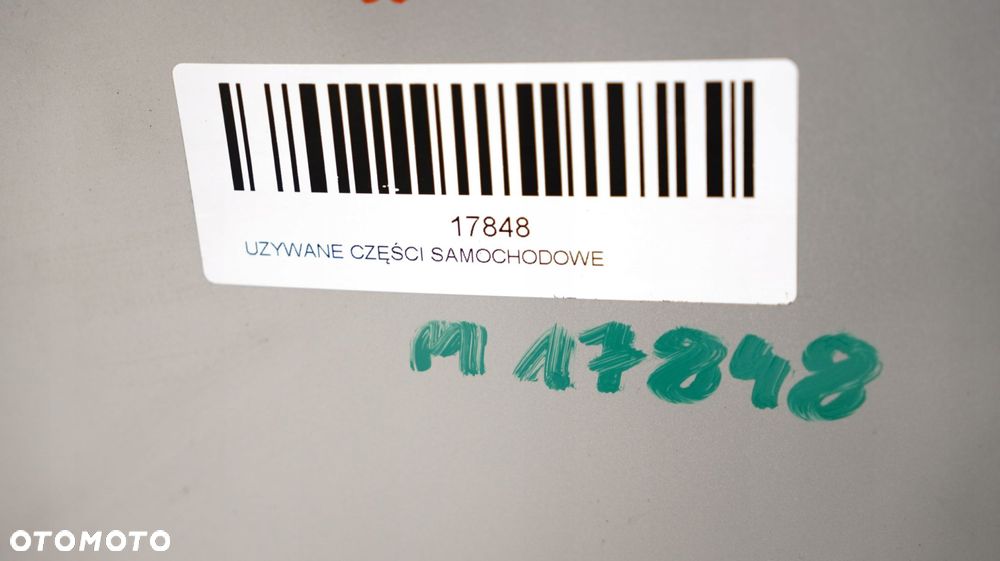 17848
UZYWANE CZĘŚCI SAMOCHODOWE
M 17848
OTOMOTO